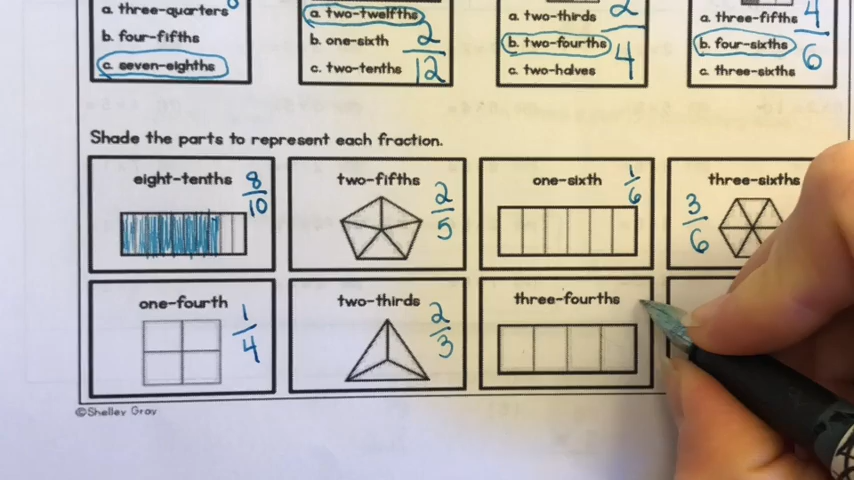 a. three-quarters
b. four-fifths
c. seven-eighths
a. two-twelfths
b. one-sixth
c. two-tenths
2/12
a. two-thirds
b. two-fourths
c. two-halves
2/4
a. three-fifths
b. four-sixths
c. three-sixths
4/6
Shade the parts to represent each fraction.
eight-tenths 8/10
two-fifths 2/5
one-sixth 1/6
three-sixths 3/6
one-fourth 1/4
two-thirds 2/3
three-fourths
©Shelley Gray